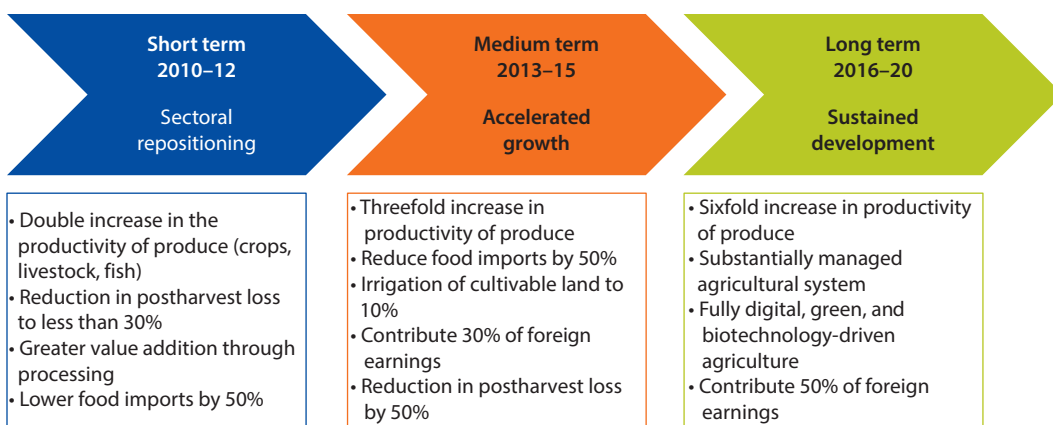 Short term
2010–12
Sectoral
repositioning
Medium term
2013–15
Accelerated
growth
Long term
2016–20
Sustained
development
• Double increase in the
productivity of produce (crops,
livestock, fish)
• Reduction in postharvest loss
to less than 30%
• Greater value addition through
processing
• Lower food imports by 50%
• Threefold increase in
productivity of produce
• Reduce food imports by 50%
• Irrigation of cultivable land to
10%
• Contribute 30% of foreign
earnings
• Reduction in postharvest loss
by 50%
• Sixfold increase in productivity
of produce
• Substantially managed
agricultural system
• Fully digital, green, and
biotechnology-driven
agriculture
• Contribute 50% of foreign
earnings